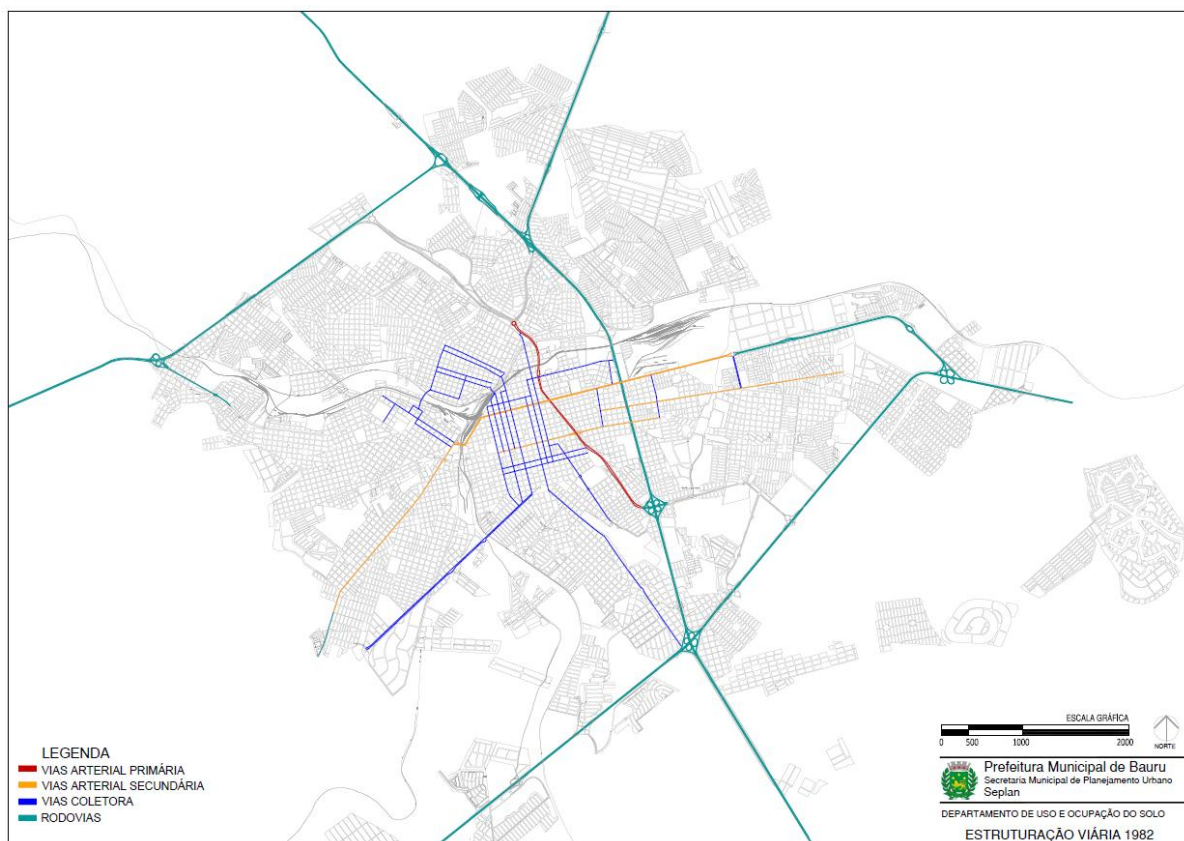 LEGENDA
VIAS ARTERIAL PRIMÁRIA
VIAS ARTERIAL SECUNDÁRIA
VIAS COLETORA
RODOVIAS
ESCALA GRÁFICA
0 500 1000 2000
NORTE
Prefeitura Municipal de Bauru
Secretaria Municipal de Planejamento Urbano
Seplan
DEPARTAMENTO DE USO E OCUPAÇÃO DO SOLO
ESTRUTURAÇÃO VIÁRIA 1982